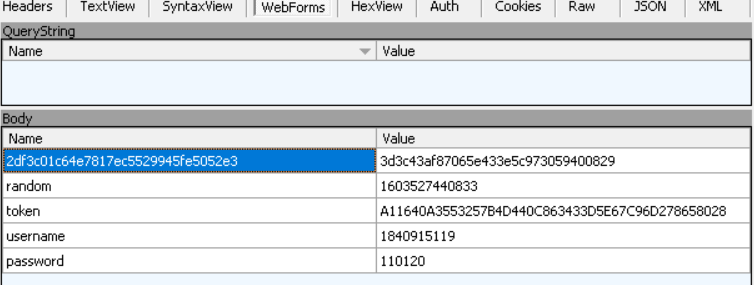 Headers TextView SyntaxView WebForms HexView Auth Cookies Raw JSON XML
QueryString
Name Value
Body
Name Value
2df3c01c64e7817ec5529945fe5052e3 3d3c43af87065e433e5c973059400829
random 1603527440833
token A11640A3553257B4D440C863433D5E67C96D278658028
username 1840915119
password 110120